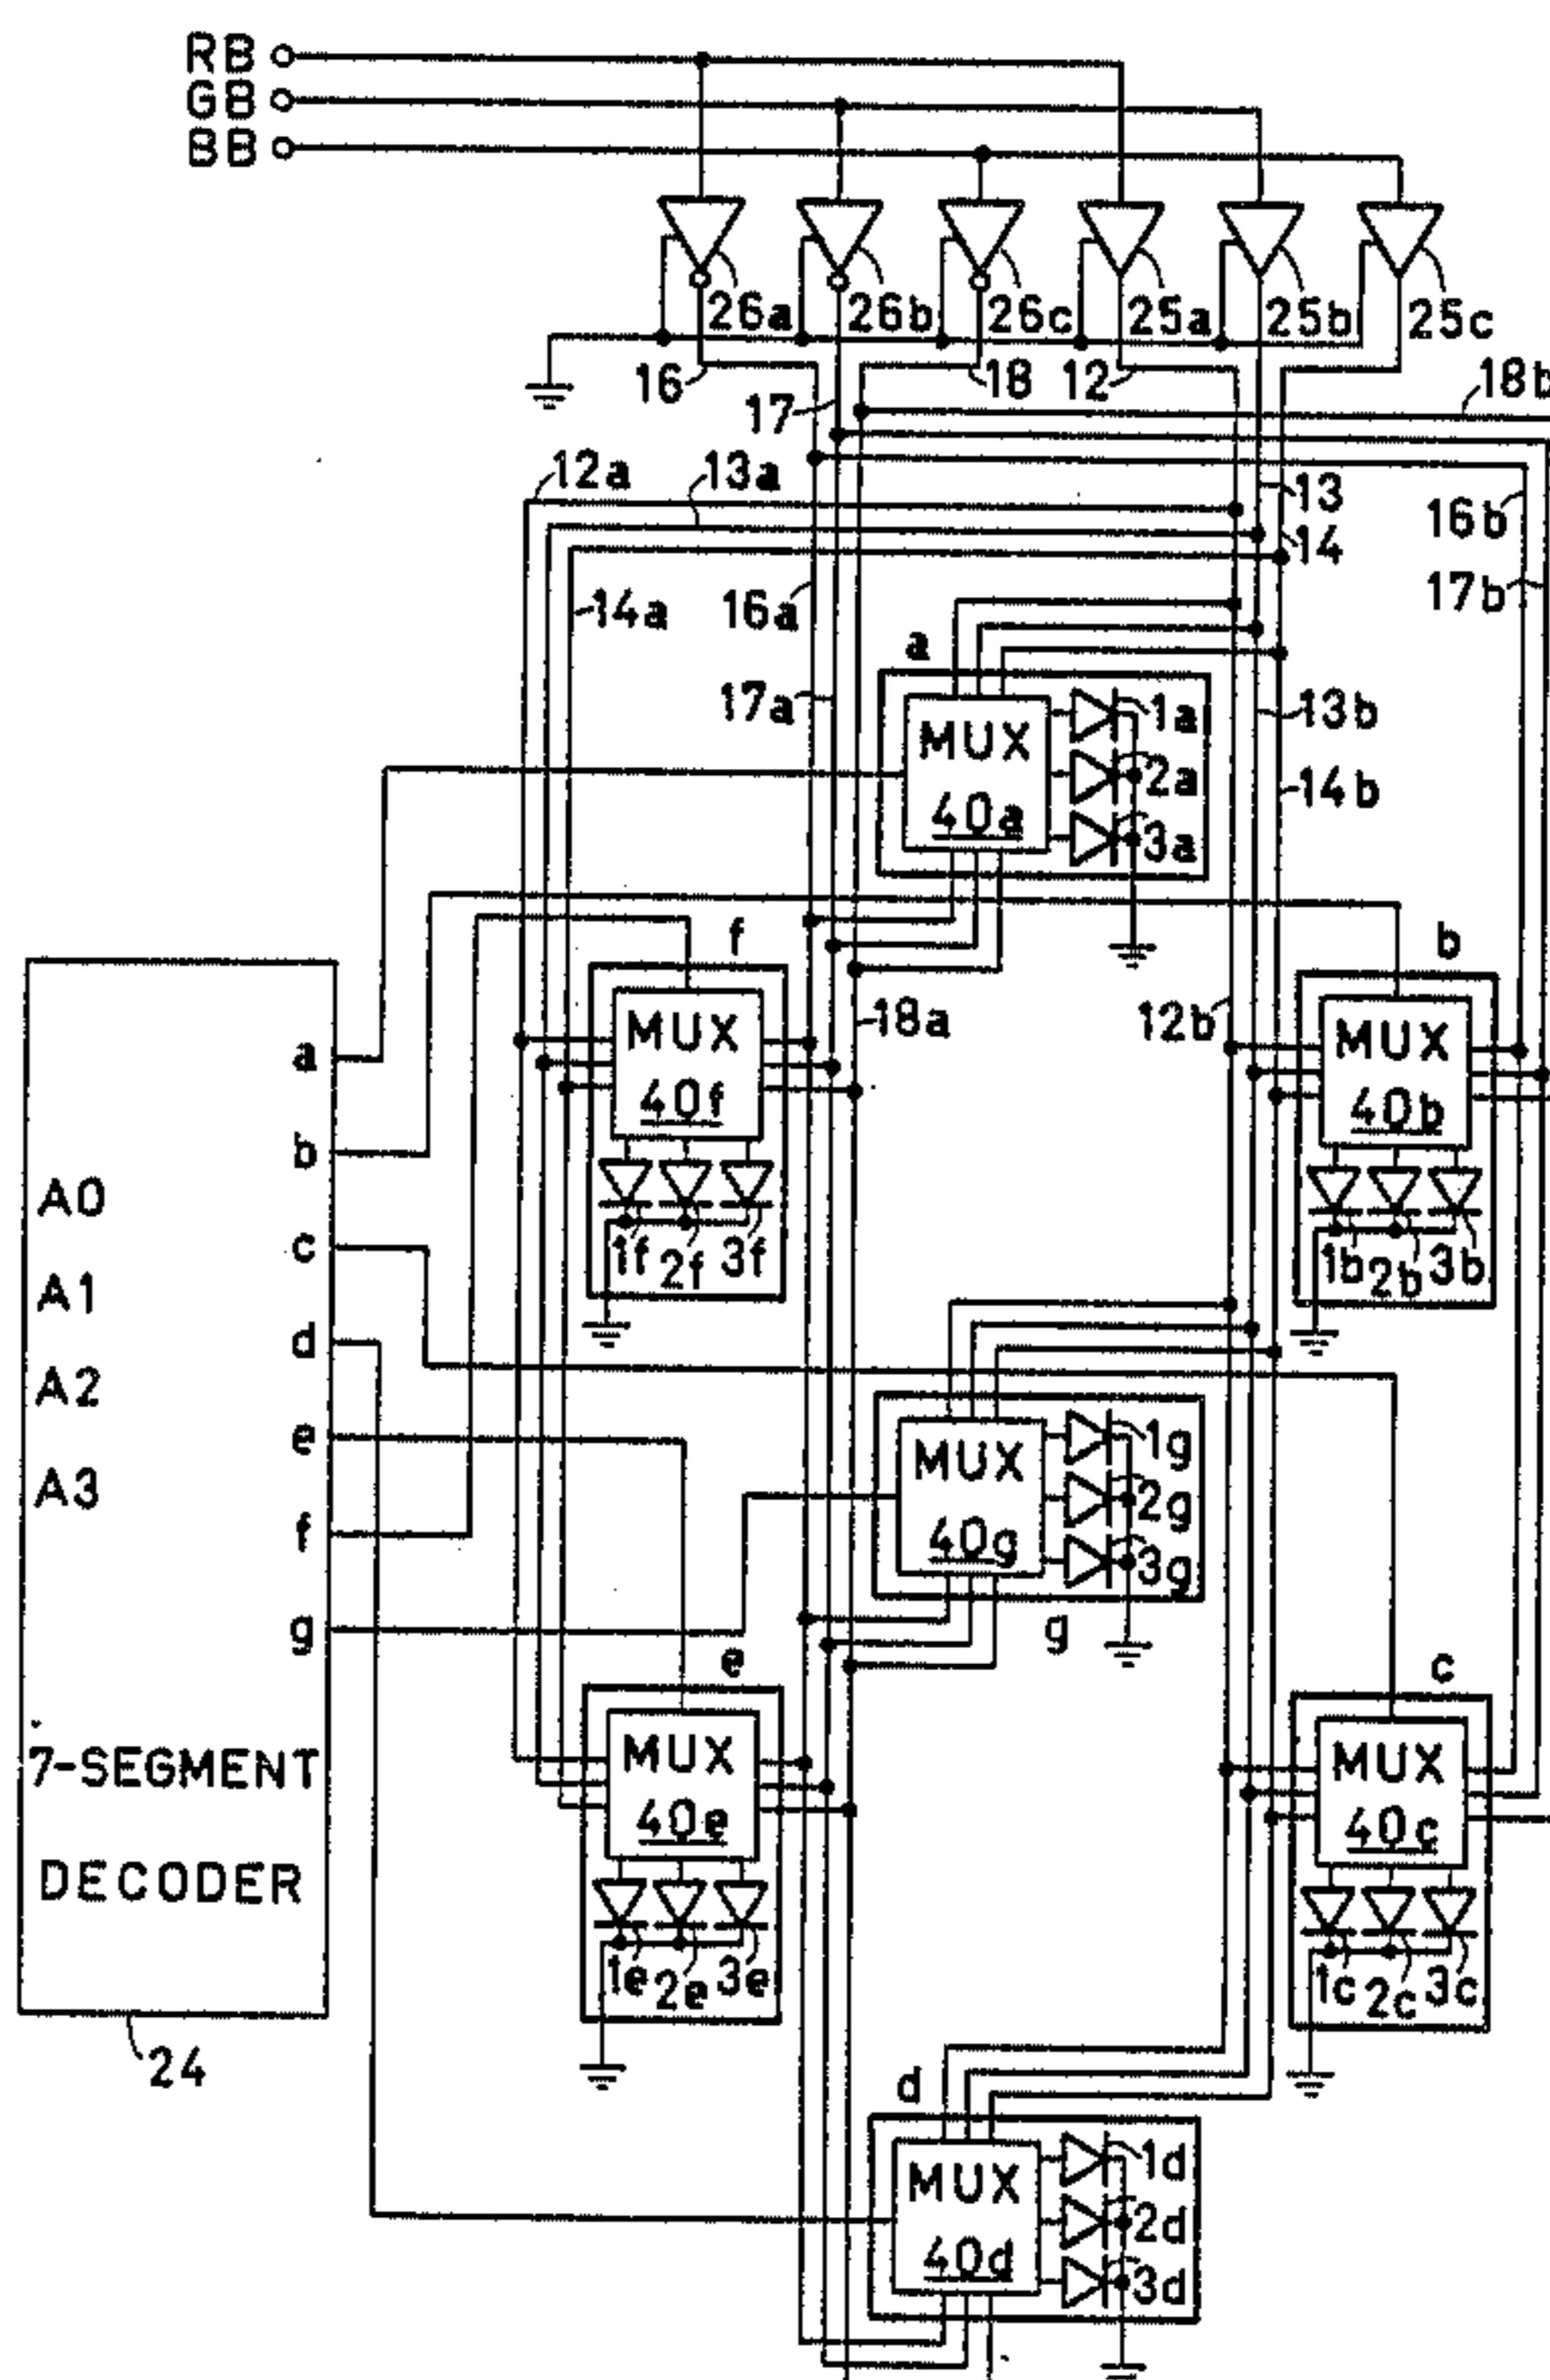 RB
GB
BB
26a 26b 26c 25a 25b 25c
16 18 12 18b
17
12a 13a 13
16b
14
14a 16a 17b
a
17a 1a 13b
MUX 2a 14b
40a 3a
f b
18a 12b
MUX MUX
a
40f 40b
b
A0
c 1f 2f 3f 1b 2b 3b
A1
d
A2
e MUX 1g
2g
A3
f 40g 3g
g g
e c
7-SEGMENT MUX MUX
40e 40c
DECODER
1e 2e 3e 1c 2c 3c
24
d
MUX 1d
2d
40d 3d